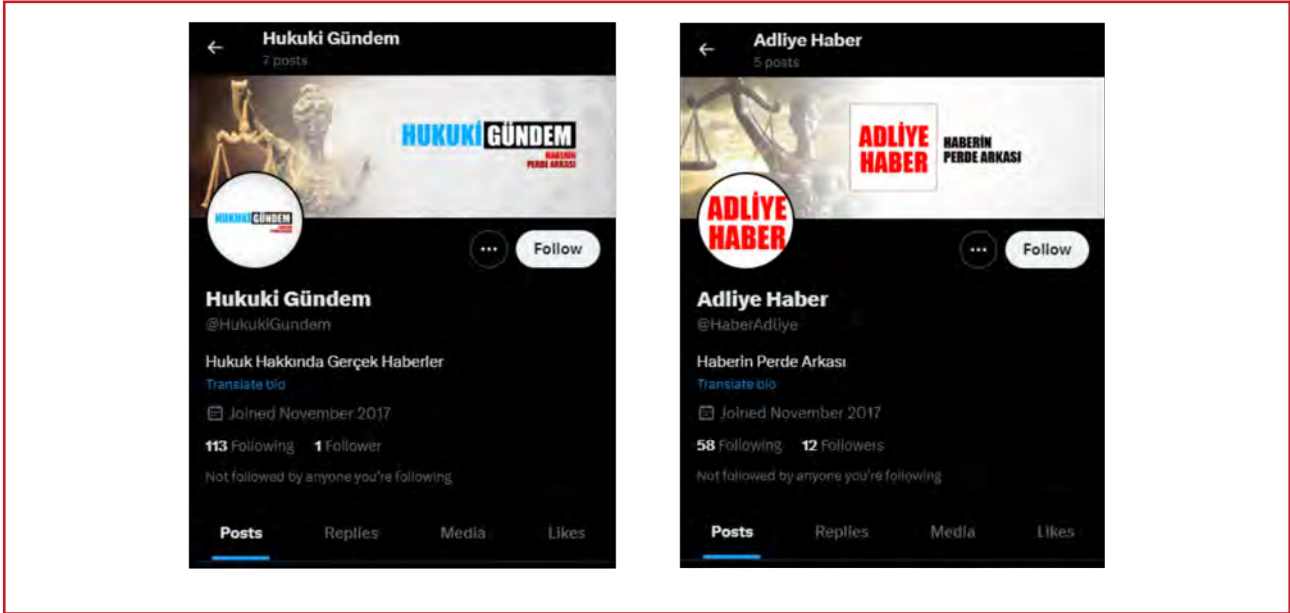 Hukuki Gündem
7 posts
HUKUKİ GÜNDEM
HABERİN
PERDE ARKASI
HUKUKİ GÜNDEM
Follow
Hukuki Gündem
@HukukiGundem
Hukuk Hakkında Gerçek Haberler
Translate bio
Joined November 2017
113 Following 1 Follower
Not followed by anyone you're following
Posts Replies Media Likes
Adliye Haber
5 posts
ADLİYE
HABER
HABERİN
PERDE ARKASI
ADLİYE
HABER
Follow
Adliye Haber
@HaberAdliye
Haberin Perde Arkası
Translate bio
Joined November 2017
58 Following 12 Followers
Not followed by anyone you're following
Posts Replies Media Likes